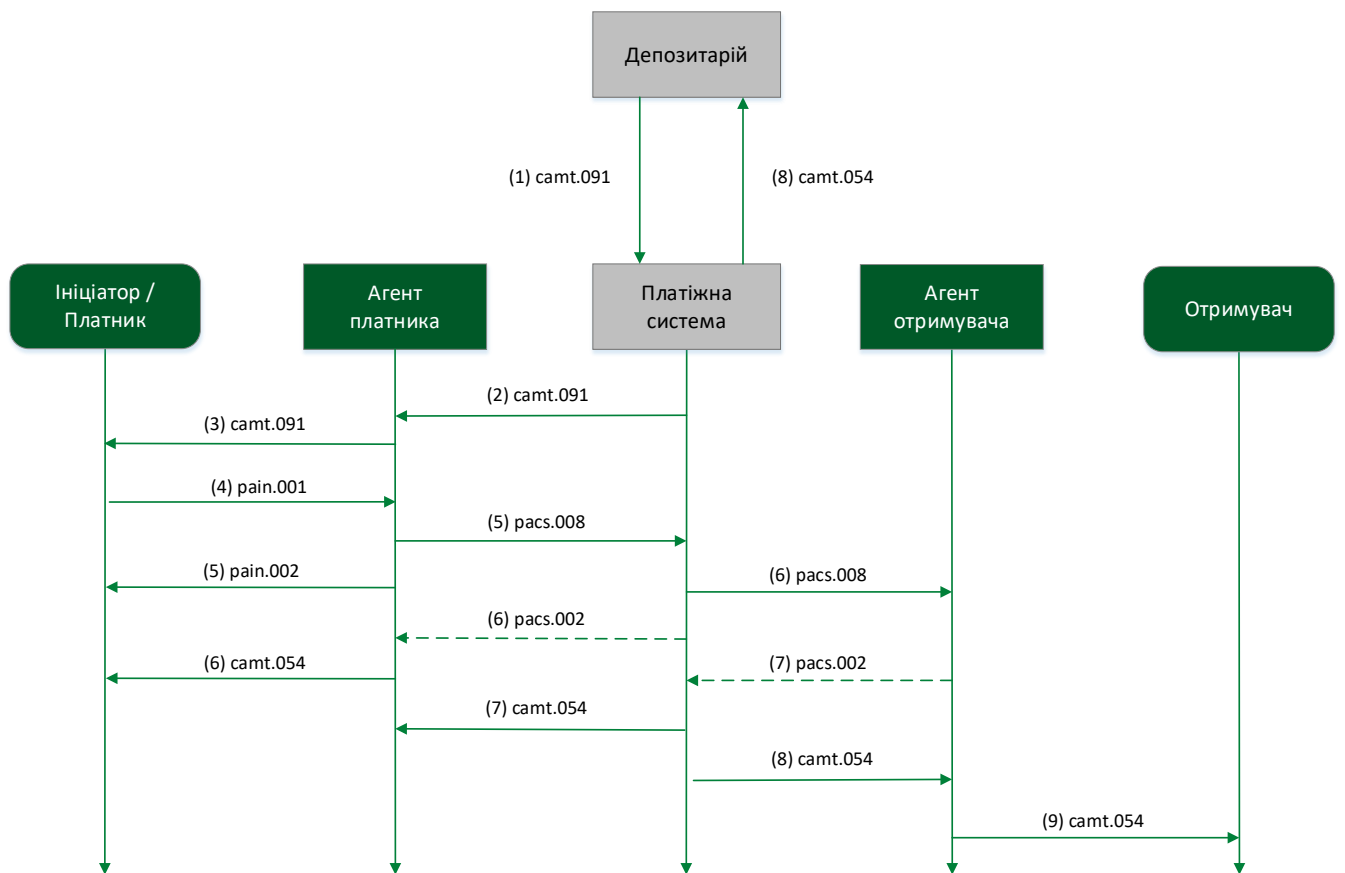 Депозитарій
(1) camt.091
(8) camt.054
Ініціатор /
Платник
Агент
платника
Платіжна
система
Агент
отримувача
Отримувач
(2) camt.091
(3) camt.091
(4) pain.001
(5) pacs.008
(5) pain.002
(6) pacs.008
(6) pacs.002
(6) camt.054
(7) pacs.002
(7) camt.054
(8) camt.054
(9) camt.054